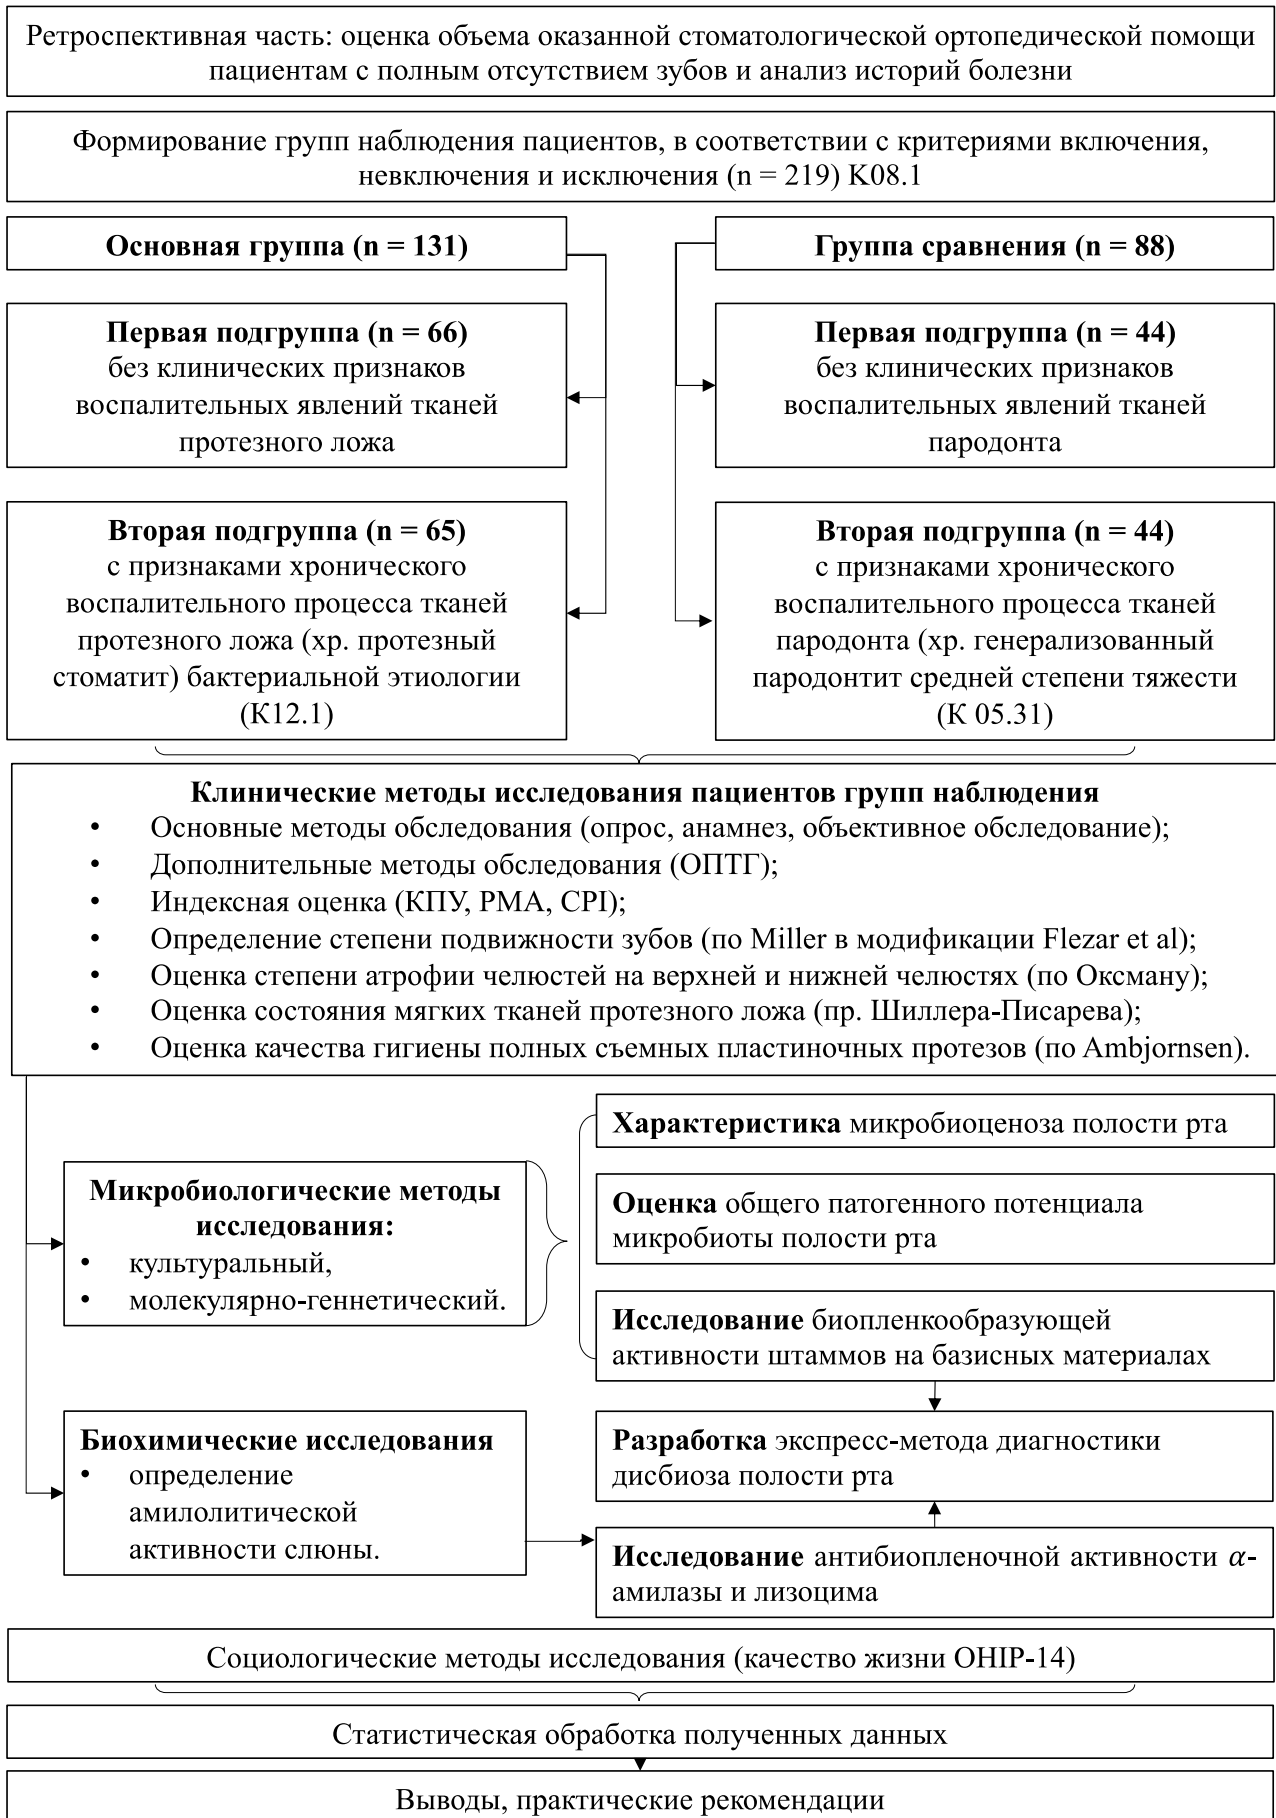 Ретроспективная часть: оценка объема оказанной стоматологической ортопедической помощи
пациентам с полным отсутствием зубов и анализ историй болезни
Формирование групп наблюдения пациентов, в соответствии с критериями включения,
невключения и исключения (n = 219) K08.1
Основная группа (n = 131)
Группа сравнения (n = 88)
Первая подгруппа (n = 66)
без клинических признаков
воспалительных явлений тканей
протезного ложа
Первая подгруппа (n = 44)
без клинических признаков
воспалительных явлений тканей
пародонта
Вторая подгруппа (n = 65)
с признаками хронического
воспалительного процесса тканей
протезного ложа (хр. протезный
стоматит) бактериальной этиологии
(К12.1)
Вторая подгруппа (n = 44)
с признаками хронического
воспалительного процесса тканей
пародонта (хр. генерализованный
пародонтит средней степени тяжести
(К 05.31)
Клинические методы исследования пациентов групп наблюдения
• Основные методы обследования (опрос, анамнез, объективное обследование);
• Дополнительные методы обследования (ОПТГ);
• Индексная оценка (КПУ, PMA, CPI);
• Определение степени подвижности зубов (по Miller в модификации Flezar et al);
• Оценка степени атрофии челюстей на верхней и нижней челюстях (по Оксману);
• Оценка состояния мягких тканей протезного ложа (пр. Шиллера-Писарева);
• Оценка качества гигиены полных съемных пластиночных протезов (по Ambjornsen).
Микробиологические методы
исследования:
• культуральный,
• молекулярно-геннетический.
Характеристика микробиоценоза полости рта
Оценка общего патогенного потенциала
микробиоты полости рта
Исследование биопленкообразующей
активности штаммов на базисных материалах
Биохимические исследования
• определение
амилолитической
активности слюны.
Разработка экспресс-метода диагностики
дисбиоза полости рта
Исследование антибиопленочной активности α-
амилазы и лизоцима
Социологические методы исследования (качество жизни OHIP-14)
Статистическая обработка полученных данных
Выводы, практические рекомендации